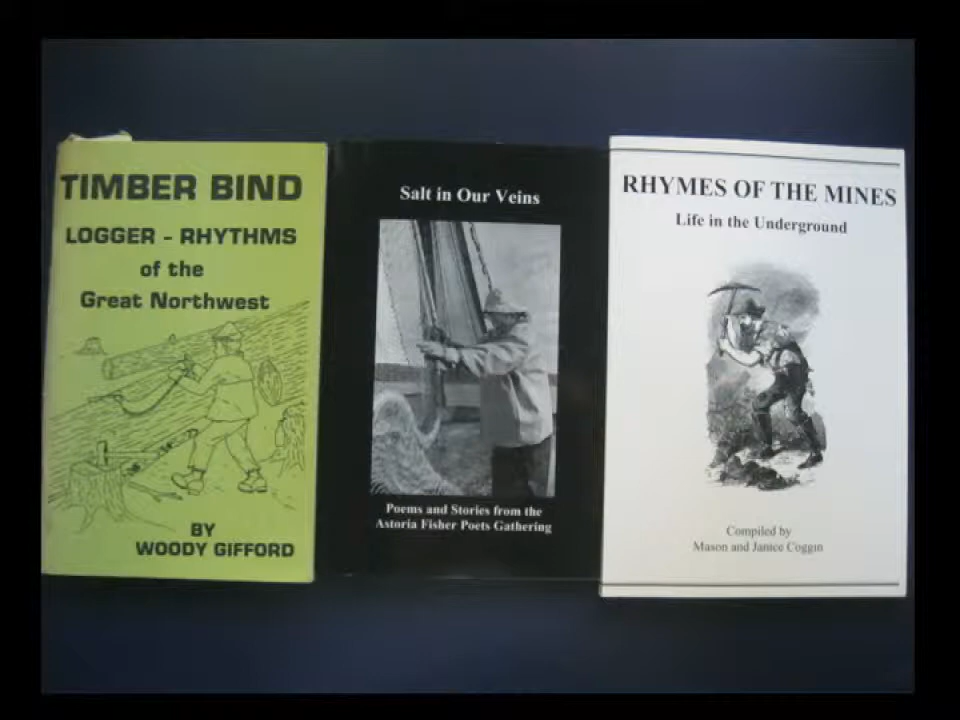 TIMBER BIND
LOGGER - RHYTHMS
of the
Great Northwest
BY
WOODY GIFFORD
Salt in Our Veins
Poems and Stories from the
Astoria Fisher Poets Gathering
RHYMES OF THE MINES
Life in the Underground
Compiled by
Mason and Janice Coggin